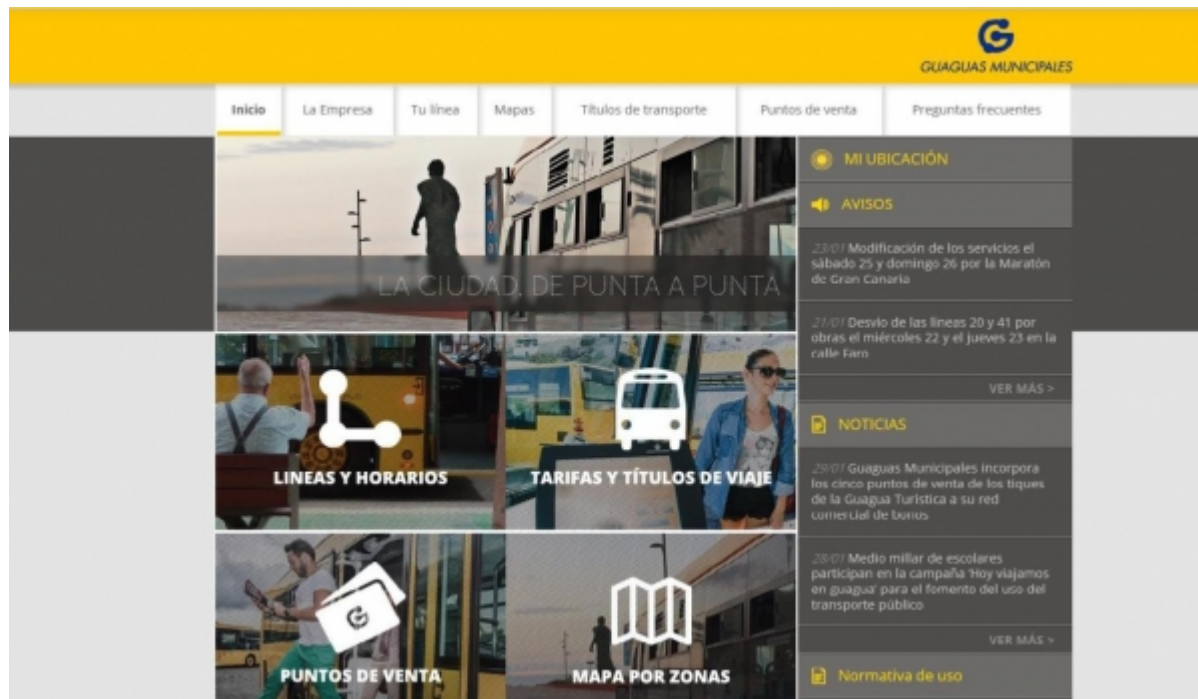 GUAGUAS MUNICIPALES
Inicio
La Empresa
Tu línea
Mapas
Títulos de transporte
Puntos de venta
Preguntas frecuentes
LA CIUDAD, DE PUNTA A PUNTA
LINEAS Y HORARIOS
TARIFAS Y TÍTULOS DE VIAJE
PUNTOS DE VENTA
MAPA POR ZONAS
MI UBICACIÓN
AVISOS
23/01 Modificación de los servicios el
sábado 25 y domingo 26 por la Maratón
de Gran Canaria
21/01 Desvío de las líneas 20 y 41 por
obras el miércoles 22 y el jueves 23 en la
calle Faro
VER MÁS >
NOTICIAS
29/01 Guaguas Municipales incorpora
los cinco puntos de venta de los tiques
de la Guagua Turística a su red
comercial de bonos
28/01 Medio millar de escolares
participan en la campaña 'Hoy viajamos
en guagua' para el fomento del uso del
transporte público
VER MÁS >
Normativa de uso